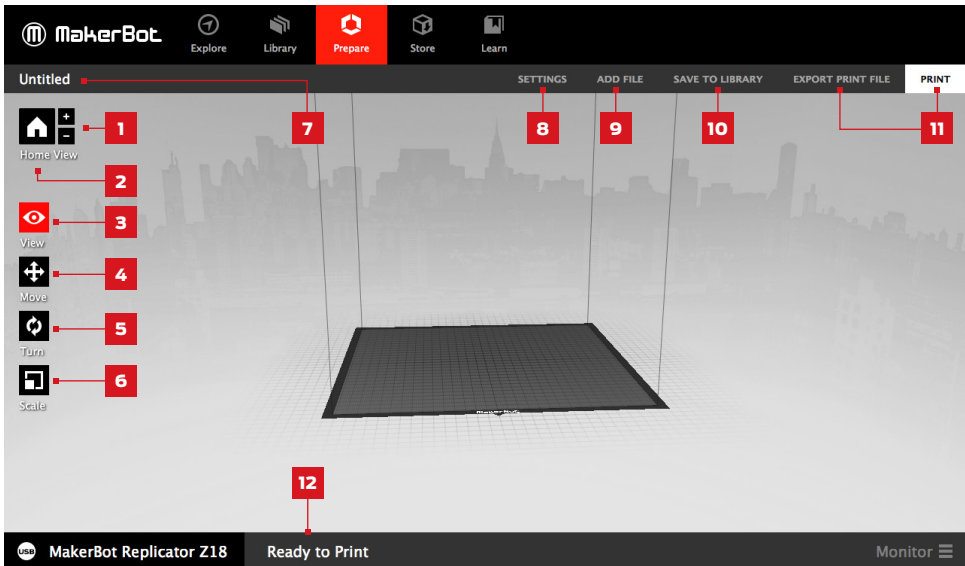 MakerBot
Explore
Library
Prepare
Store
Learn
Untitled
SETTINGS
ADD FILE
SAVE TO LIBRARY
EXPORT PRINT FILE
PRINT
+
-
1
7
8
9
10
11
Home View
2
3
View
4
Move
5
Turn
6
Scale
MakerBot
12
USB
MakerBot Replicator Z18
Ready to Print
Monitor